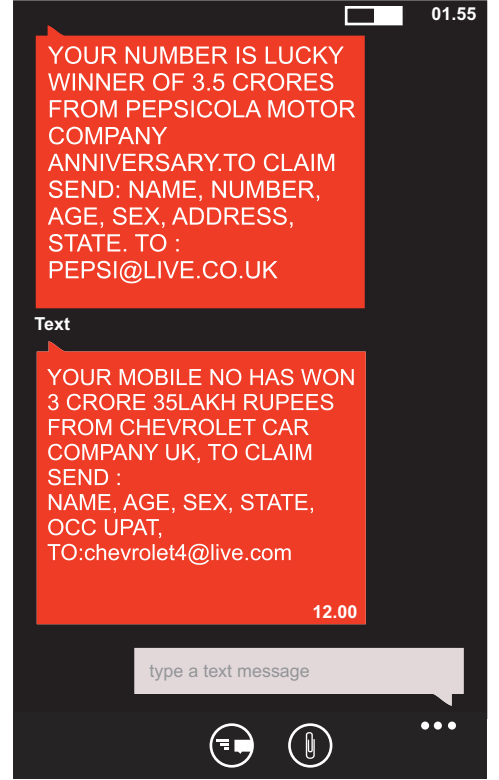 01.55
YOUR NUMBER IS LUCKY
WINNER OF 3.5 CRORES
FROM PEPSICOLA MOTOR
COMPANY
ANNIVERSARY.TO CLAIM
SEND: NAME, NUMBER,
AGE, SEX, ADDRESS,
STATE. TO :
PEPSI@LIVE.CO.UK
Text
YOUR MOBILE NO HAS WON
3 CRORE 35LAKH RUPEES
FROM CHEVROLET CAR
COMPANY UK, TO CLAIM
SEND :
NAME, AGE, SEX, STATE,
OCC UPAT,
TO:chevrolet4@live.com
12.00
type a text message